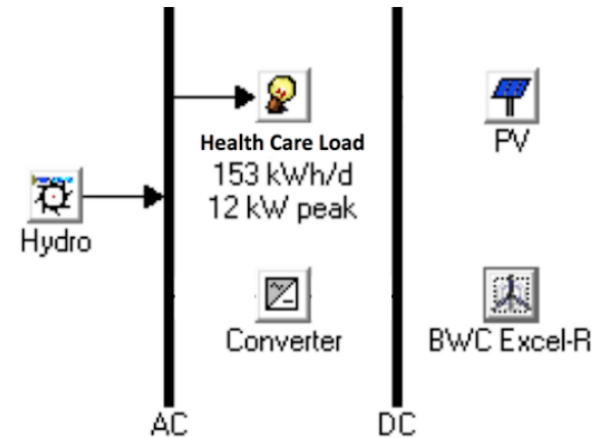 Health Care Load
153 kWh/d
12 kW peak
PV
Hydro
Converter
BWC Excel-R
AC
DC